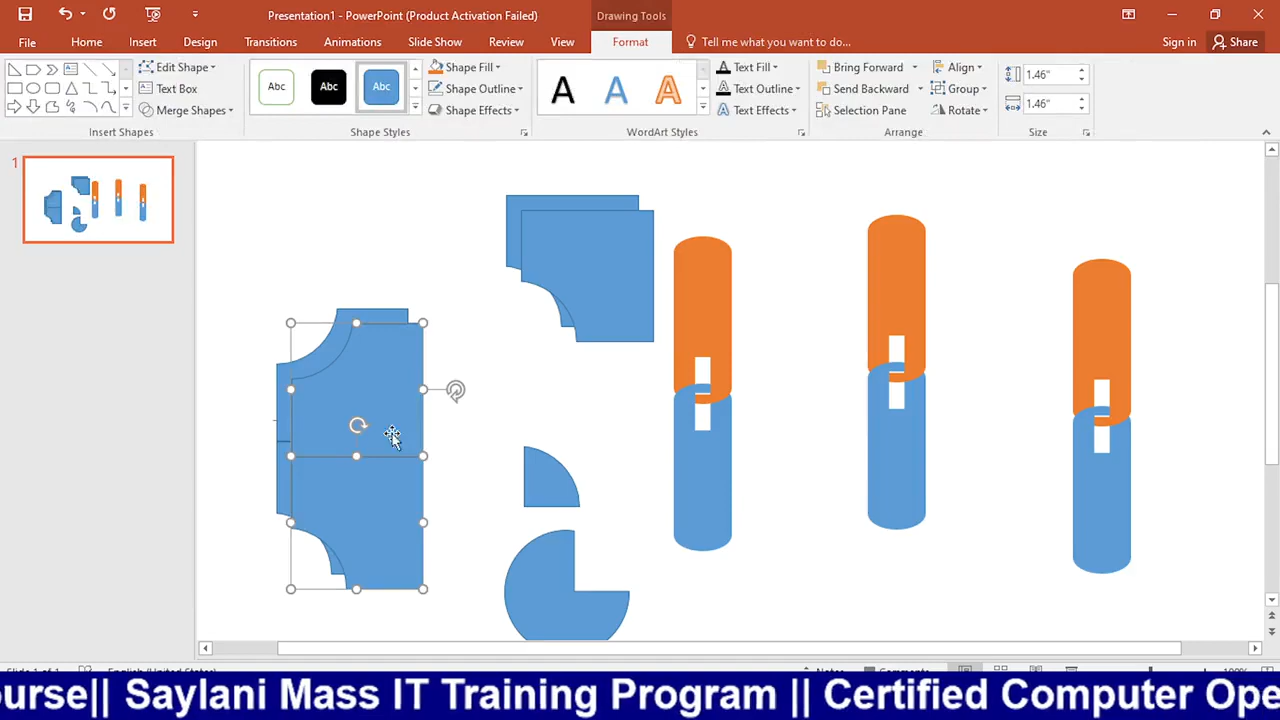 Presentation1 - PowerPoint (Product Activation Failed)
Drawing Tools
File Home Insert Design Transitions Animations Slide Show Review View Format Tell me what you want to do... Sign in Share
Edit Shape
Text Box
Merge Shapes
Insert Shapes
Abc Abc Abc
Shape Fill
Shape Outline
Shape Effects
Shape Styles
A A A
Text Fill
Text Outline
Text Effects
WordArt Styles
Bring Forward
Send Backward
Selection Pane
Align
Group
Rotate
Arrange
1.46"
1.46"
Size
1
ourse|| Saylani Mass IT Training Program || Certified Computer Ope